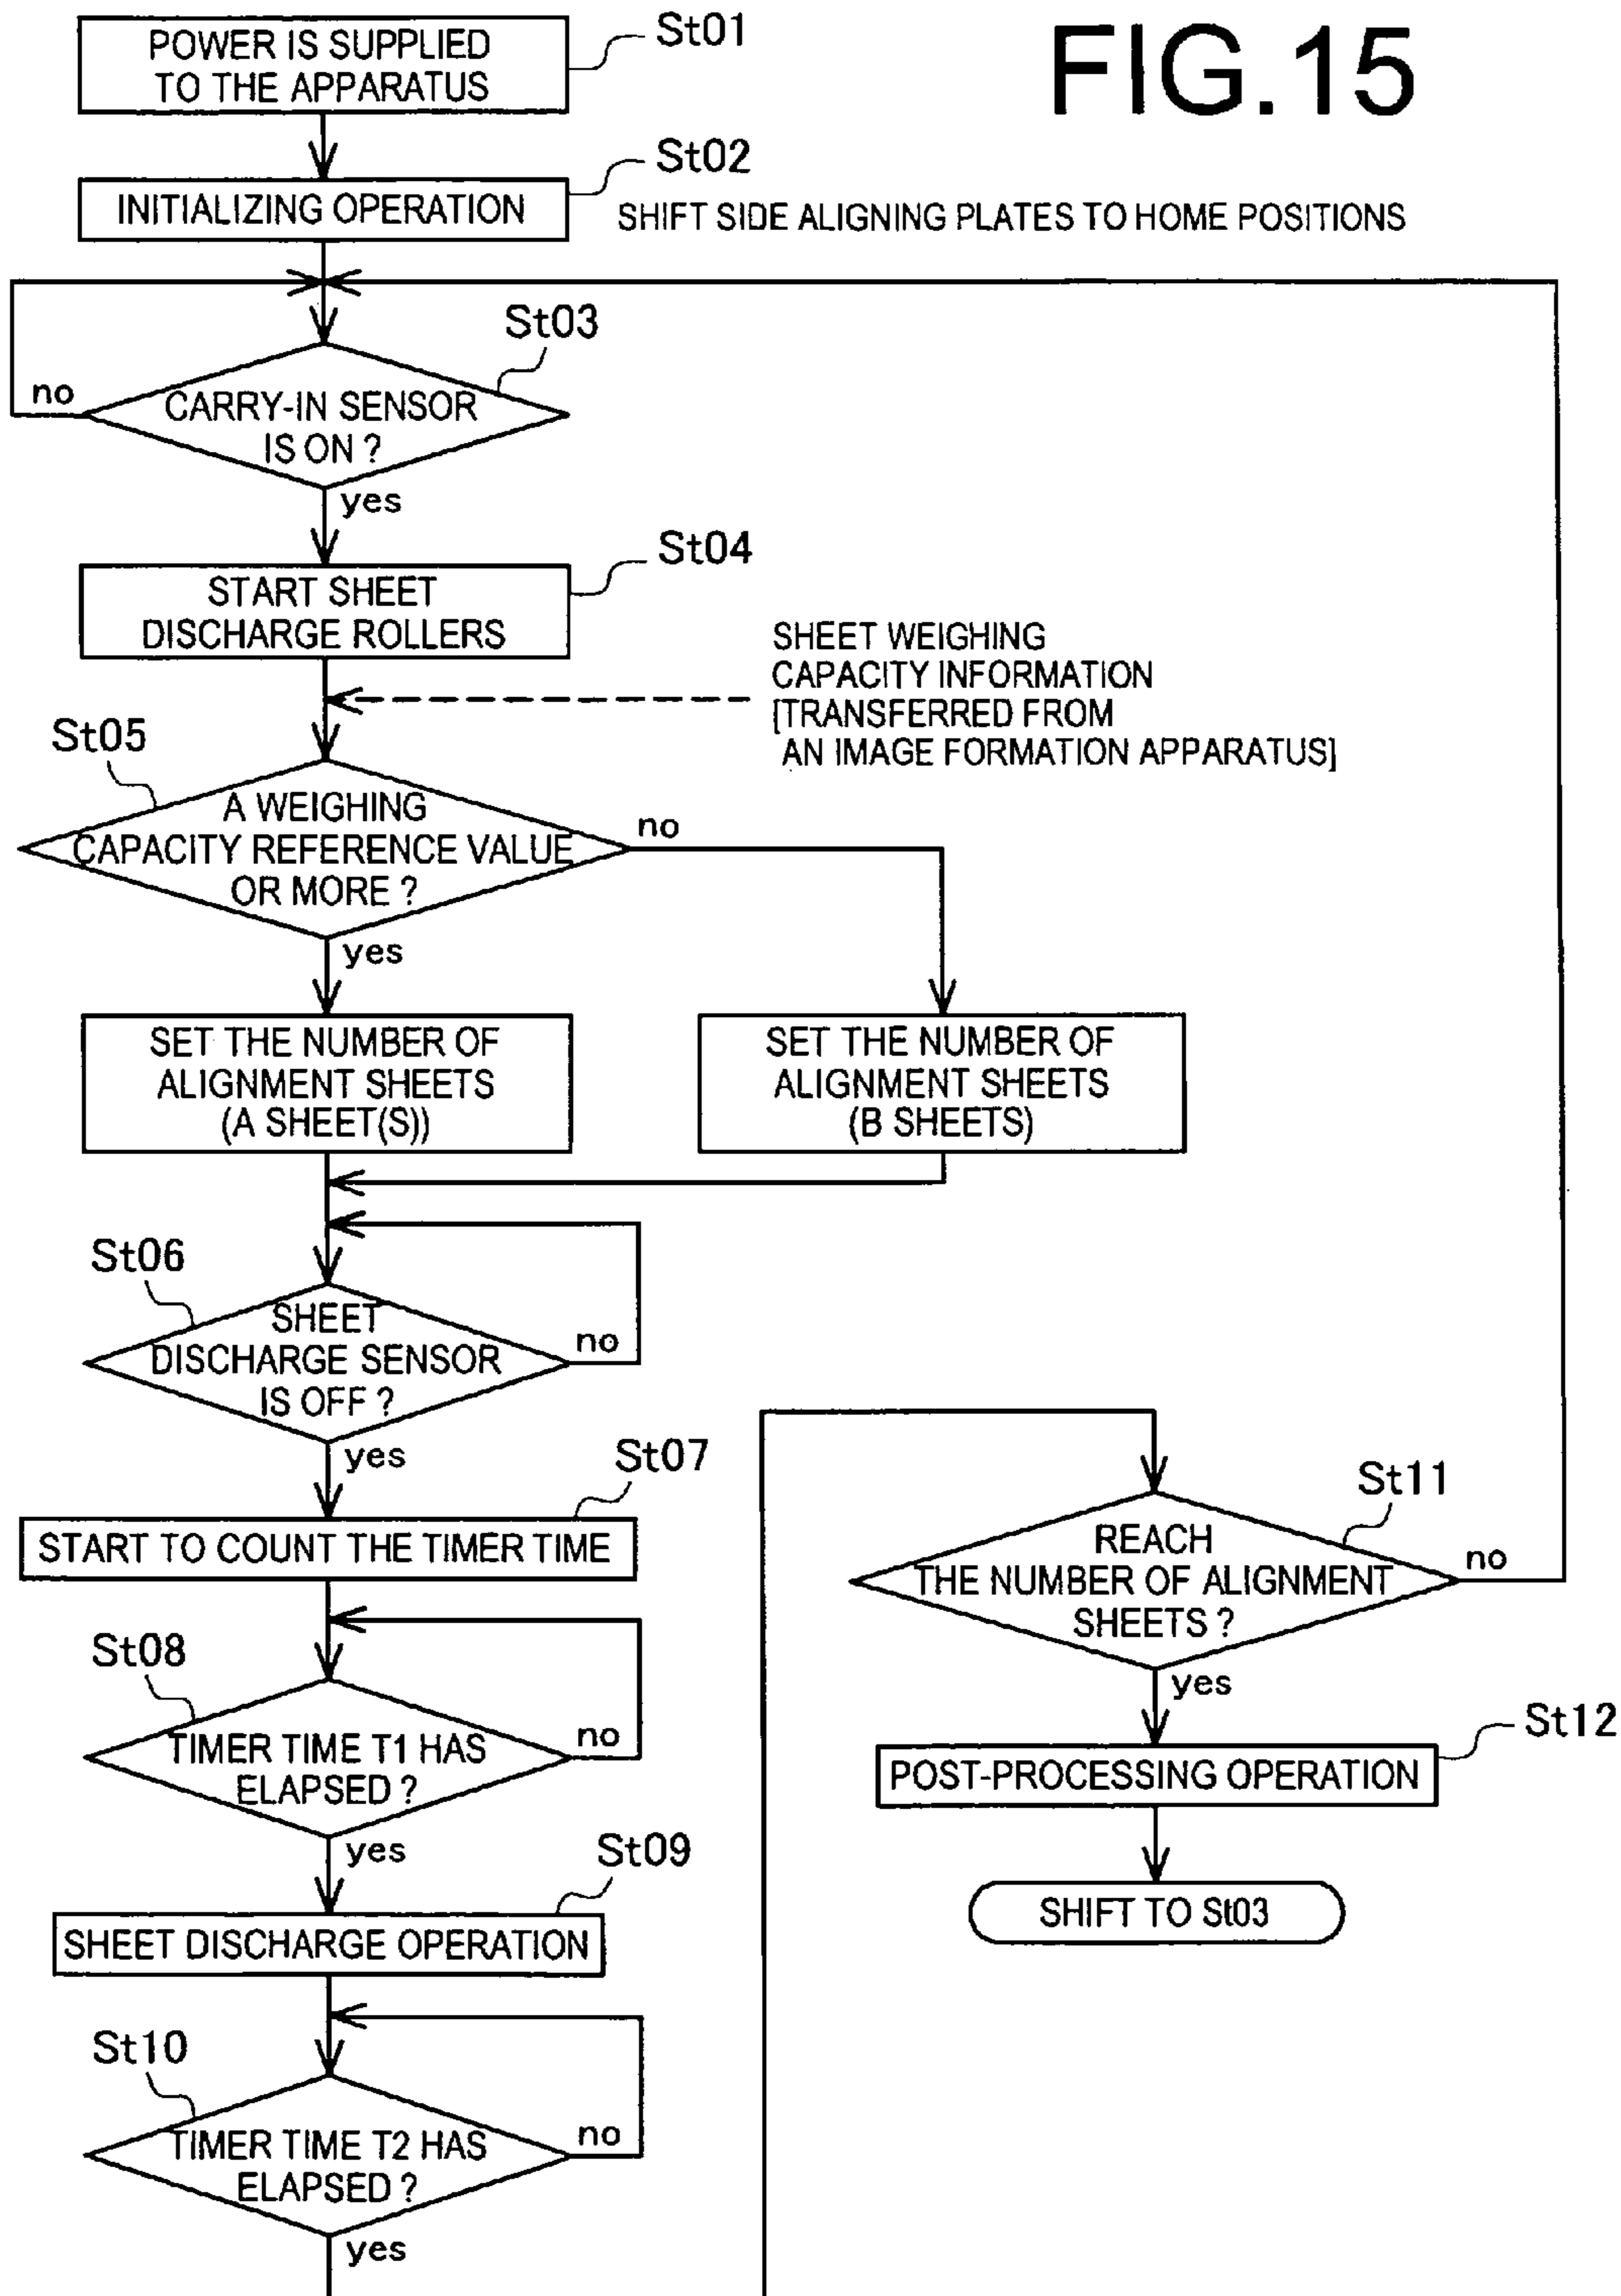 FIG.15
St01
POWER IS SUPPLIED
TO THE APPARATUS
St02
INITIALIZING OPERATION
SHIFT SIDE ALIGNING PLATES TO HOME POSITIONS
St03
no
CARRY-IN SENSOR
IS ON ?
yes
St04
START SHEET
DISCHARGE ROLLERS
SHEET WEIGHING
CAPACITY INFORMATION
[TRANSFERRED FROM
AN IMAGE FORMATION APPARATUS]
St05
A WEIGHING
CAPACITY REFERENCE VALUE
OR MORE ?
no
yes
SET THE NUMBER OF
ALIGNMENT SHEETS
(A SHEET(S))
SET THE NUMBER OF
ALIGNMENT SHEETS
(B SHEETS)
St06
SHEET
DISCHARGE SENSOR
IS OFF ?
no
yes
St07
START TO COUNT THE TIMER TIME
St08
TIMER TIME T1 HAS
ELAPSED ?
no
yes
St09
SHEET DISCHARGE OPERATION
St10
TIMER TIME T2 HAS
ELAPSED ?
no
yes
St11
REACH
THE NUMBER OF ALIGNMENT
SHEETS ?
no
yes
St12
POST-PROCESSING OPERATION
SHIFT TO St03